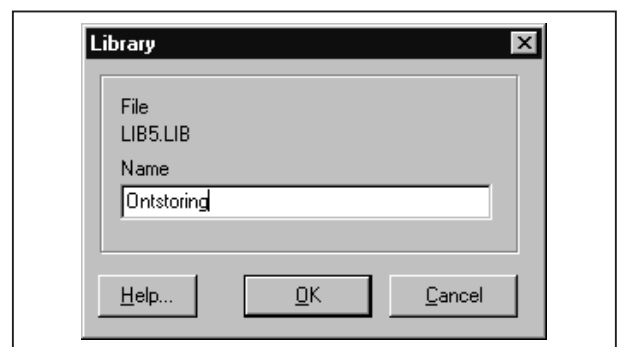 Library
File
LIB5.LIB
Name
Ontstoring
Help... OK Cancel